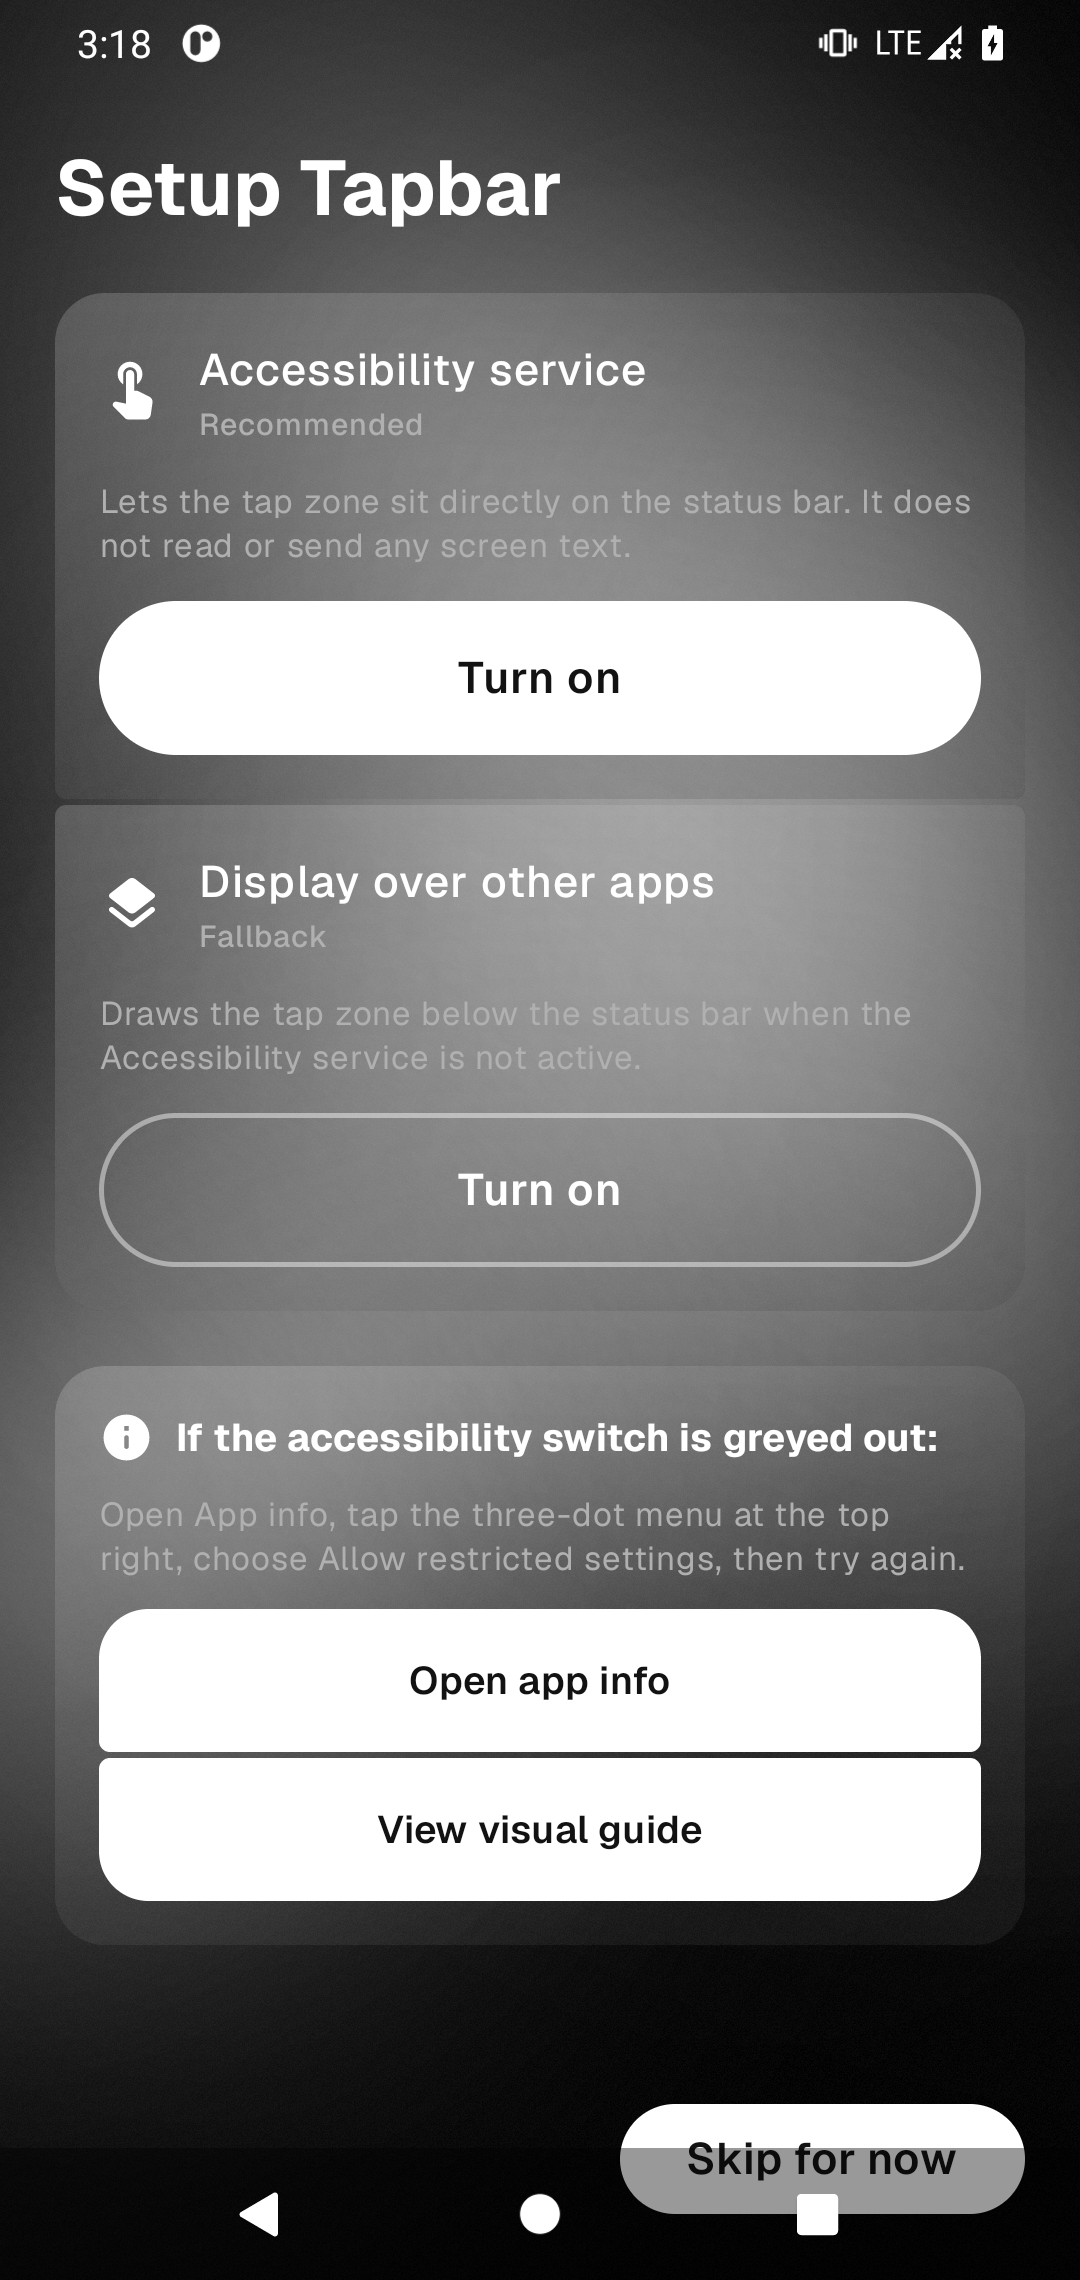 3:18
LTE
Setup Tapbar
Accessibility service
Recommended
Lets the tap zone sit directly on the status bar. It does
not read or send any screen text.
Turn on
Display over other apps
Fallback
Draws the tap zone below the status bar when the
Accessibility service is not active.
Turn on
If the accessibility switch is greyed out:
Open App info, tap the three-dot menu at the top
right, choose Allow restricted settings, then try again.
Open app info
View visual guide
Skip for now